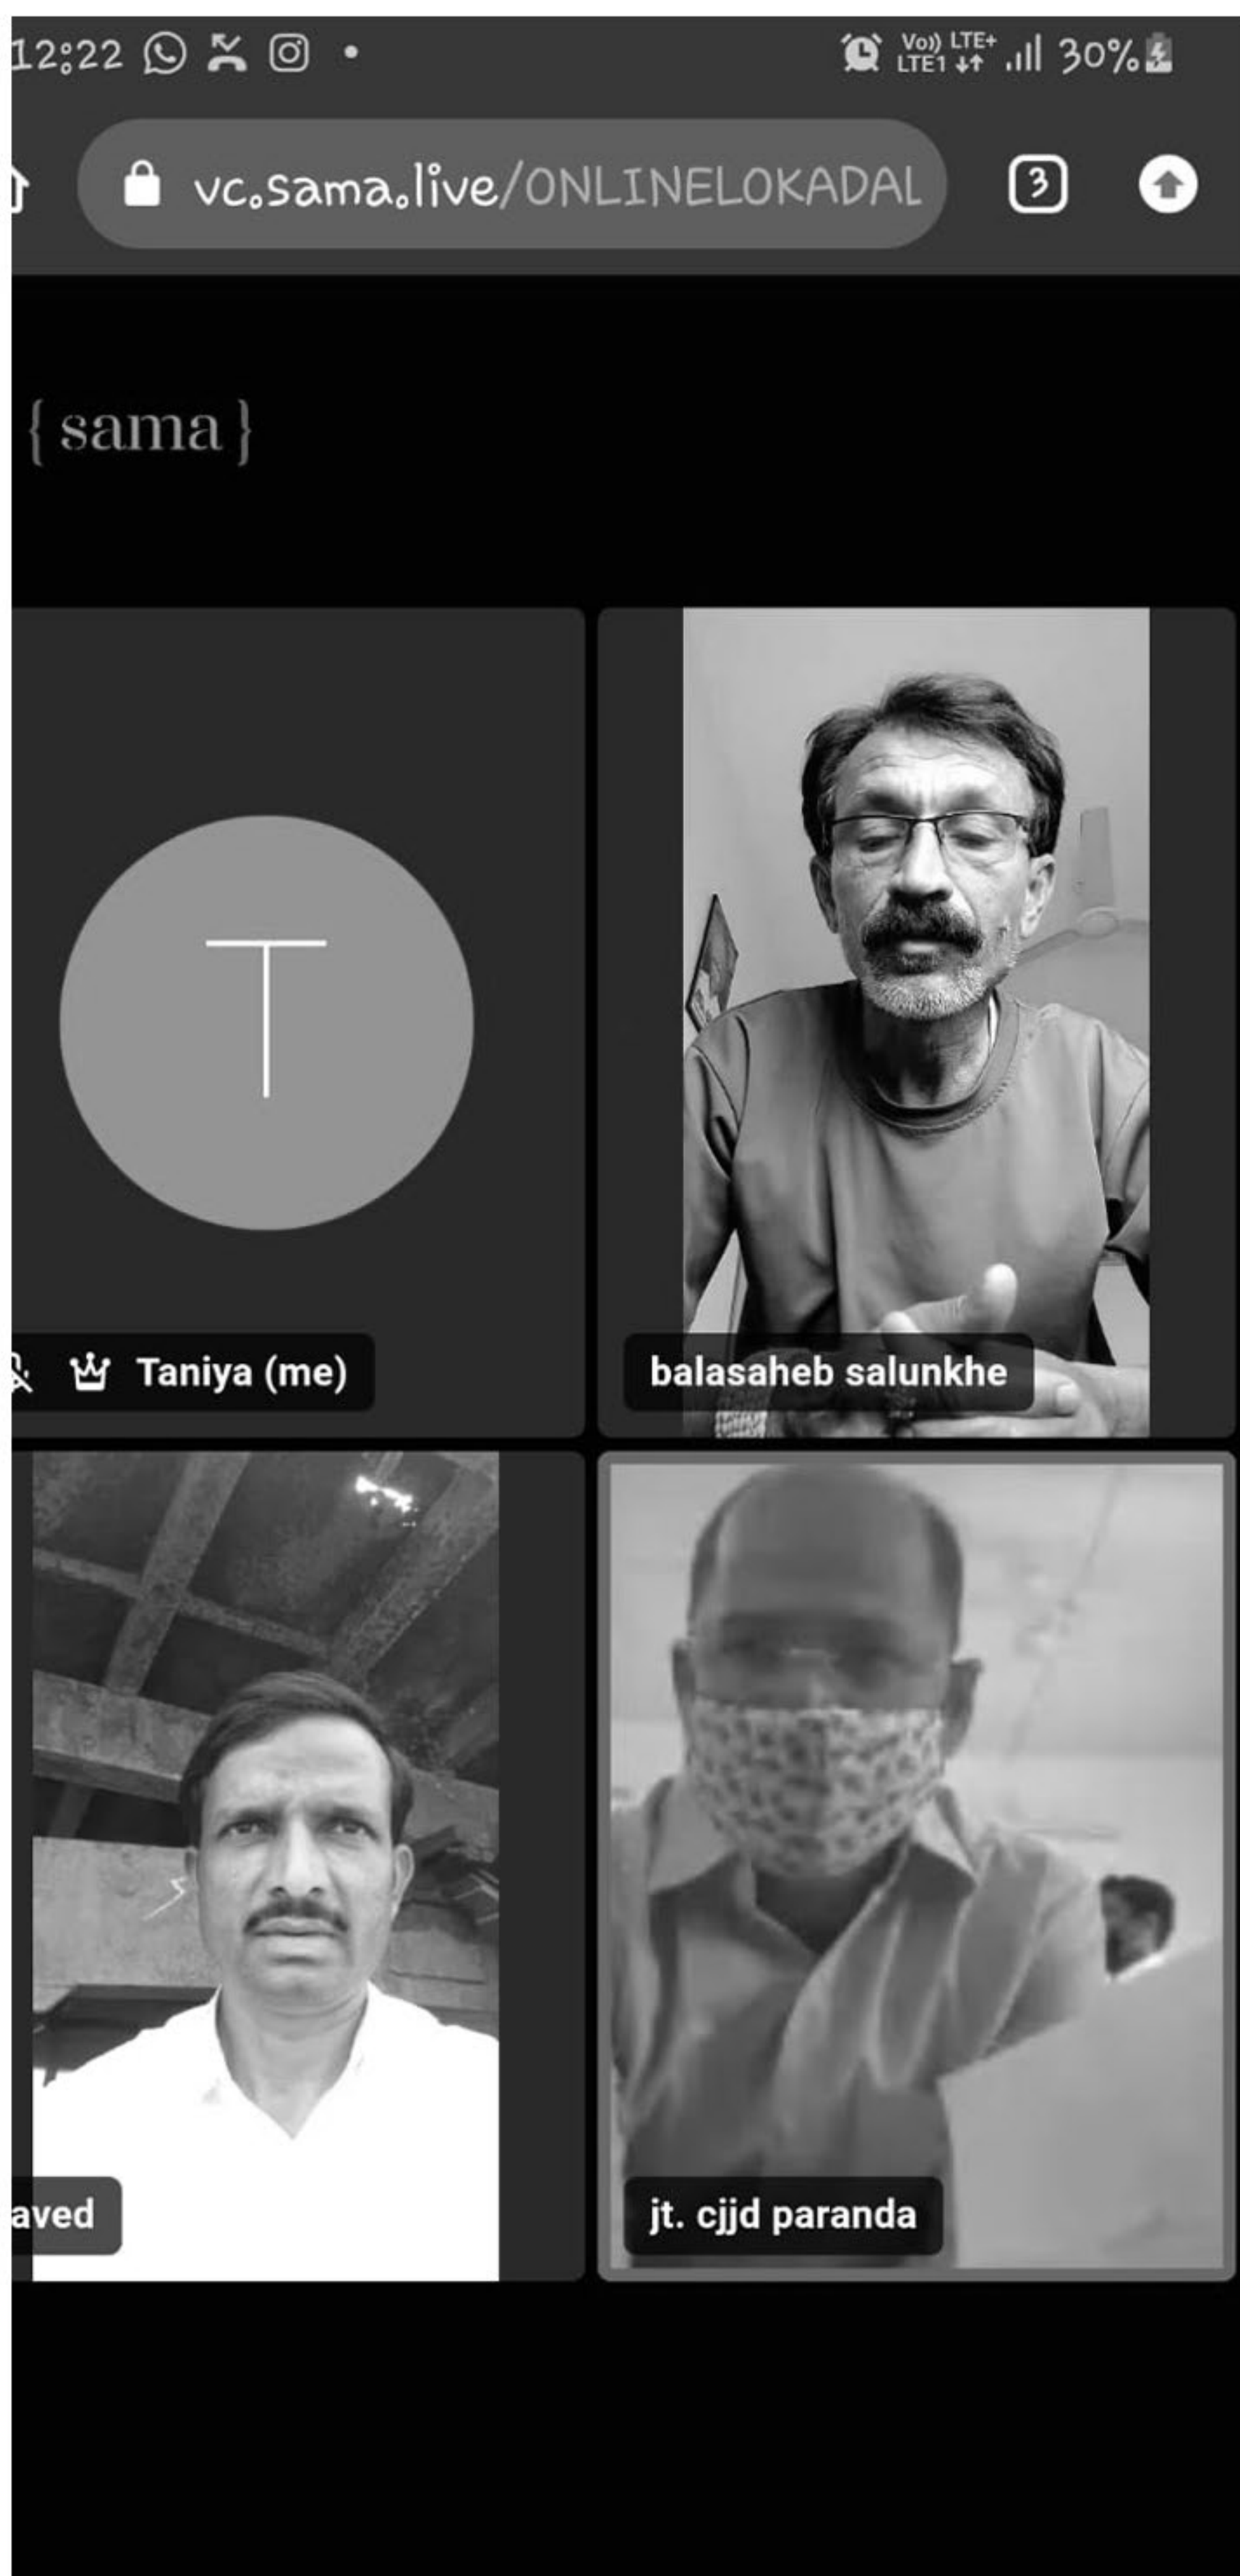 12:22 Vo)) LTE+ LTE1 30%
vc.sama.live/ONLINELOKADAL
3
{ sama }
T
Taniya (me)
balasaheb salunkhe
aved
jt. cjjd paranda